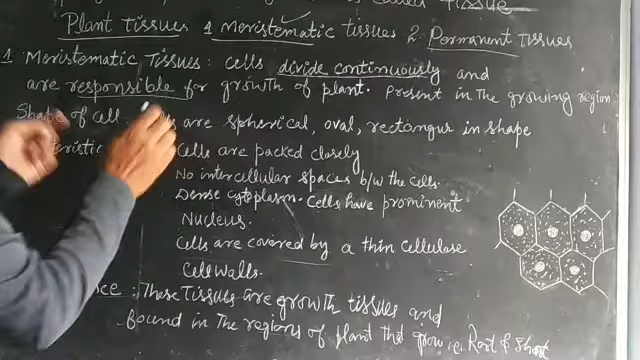 Tissue
Plant Tissues 1 Meristematic tissues 2. Permanent Tissues
1. Meristematic Tissues: Cells divide continuously and
are responsible for growth of plant. Present in the growing region
Shape of Cell are spherical, oval, rectangur in shape
Cells are packed closely
No intercellular spaces b/w the cells.
Dense cytoplasm. Cells have prominent
Nucleus.
Cells are covered by a thin cellulose
Cell walls.
These Tissues are growth tissues and
found in the regions of plant that grow i.e. Root & Shoot